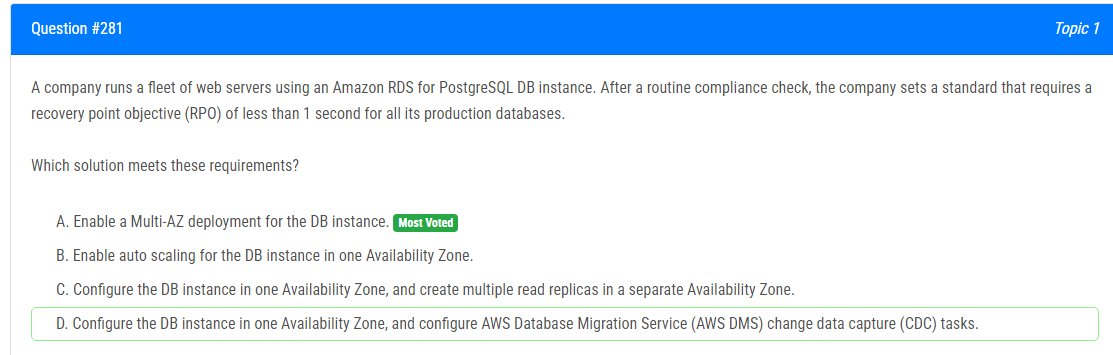 Question #281
Topic 1
A company runs a fleet of web servers using an Amazon RDS for PostgreSQL DB instance. After a routine compliance check, the company sets a standard that requires a
recovery point objective (RPO) of less than 1 second for all its production databases.
Which solution meets these requirements?
A. Enable a Multi-AZ deployment for the DB instance. Most Voted
B. Enable auto scaling for the DB instance in one Availability Zone.
C. Configure the DB instance in one Availability Zone, and create multiple read replicas in a separate Availability Zone.
D. Configure the DB instance in one Availability Zone, and configure AWS Database Migration Service (AWS DMS) change data capture (CDC) tasks.